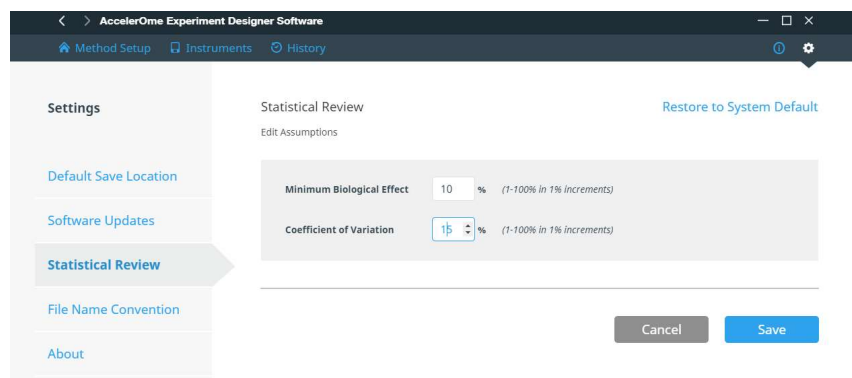 AccelerOme Experiment Designer Software
Method Setup Instruments History
Settings
Default Save Location
Software Updates
Statistical Review
File Name Convention
About
Statistical Review Restore to System Default
Edit Assumptions
Minimum Biological Effect 10 % (1-100% in 1% increments)
Coefficient of Variation 15 % (1-100% in 1% increments)
Cancel Save